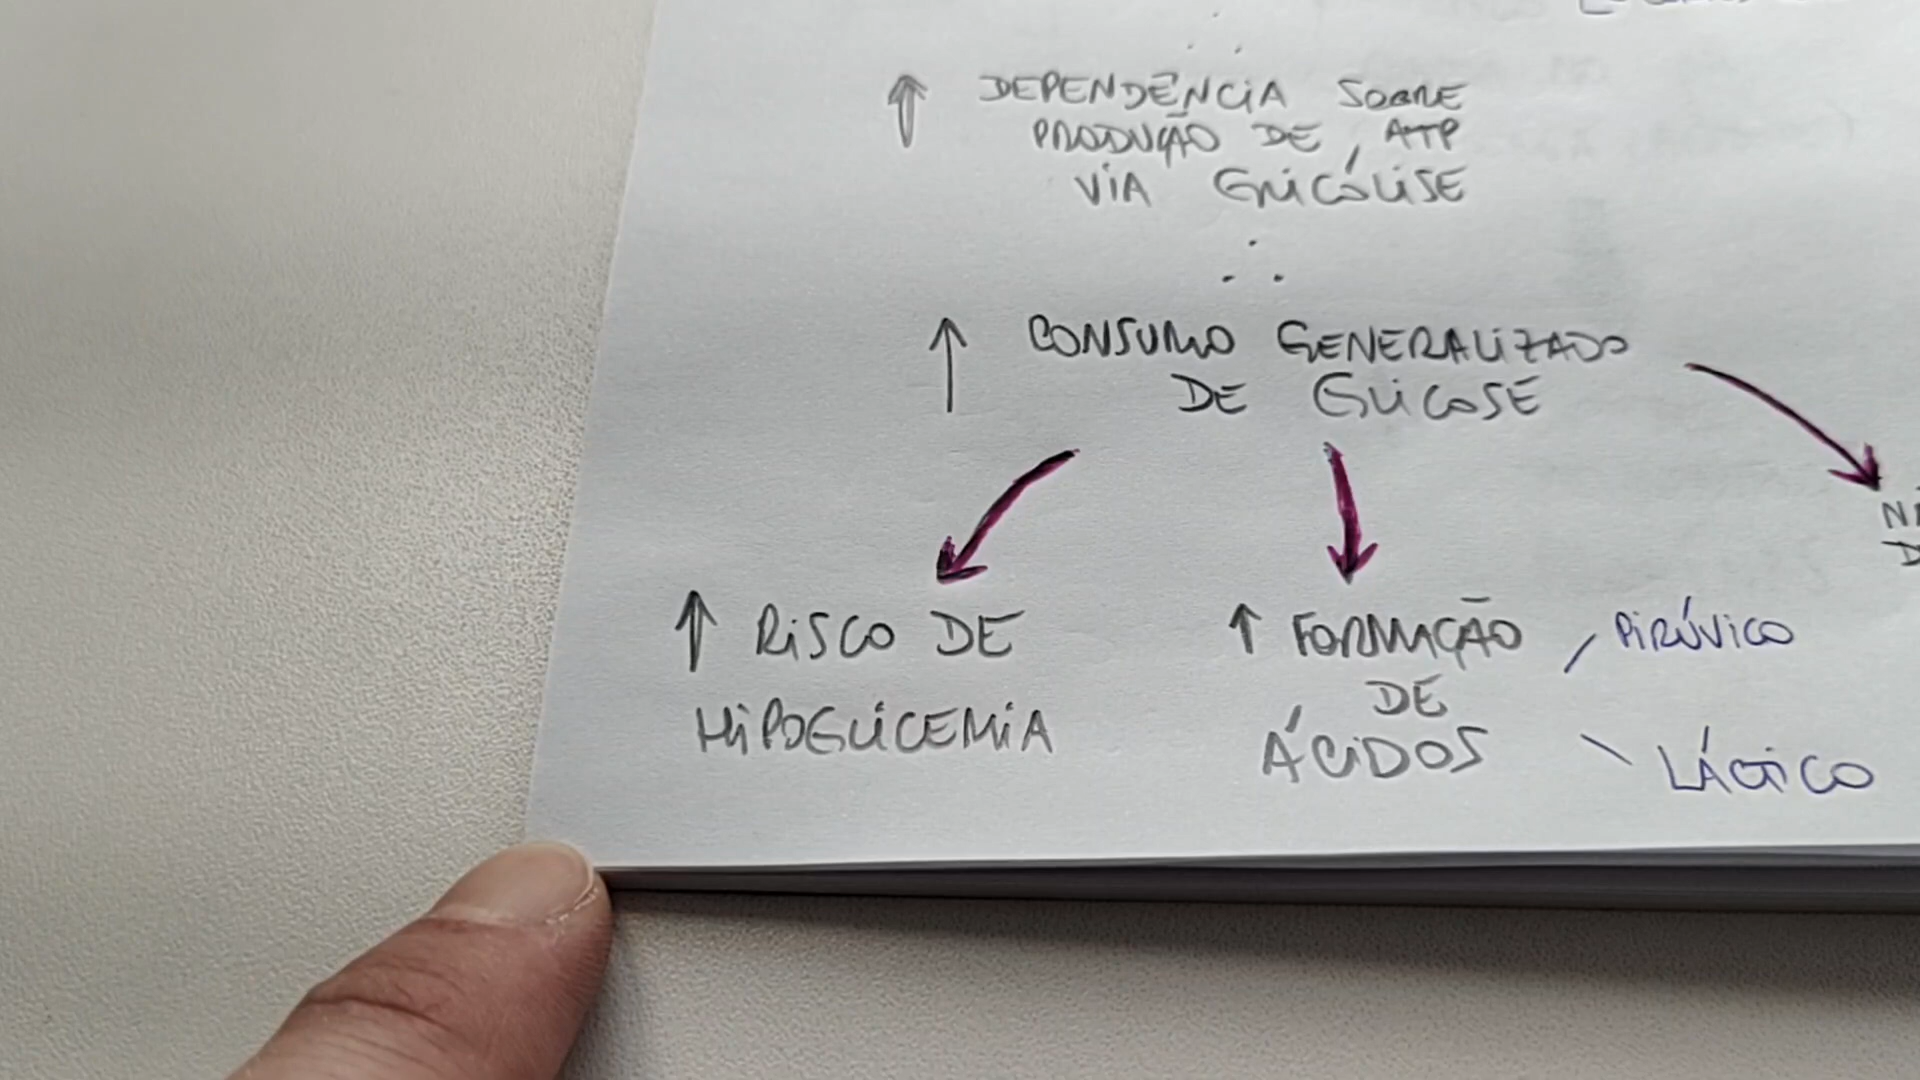 ↑ DEPENDÊNCIA SOBRE
PRODUÇÃO DE ATP
VIA GLICÓLISE
∴
↑ CONSUMO GENERALIZADO
DE GLICOSE
↑ RISCO DE
HIPOGLICEMIA
↑ FORMAÇÃO
DE
ÁCIDOS
PIRÚVICO
LÁCTICO